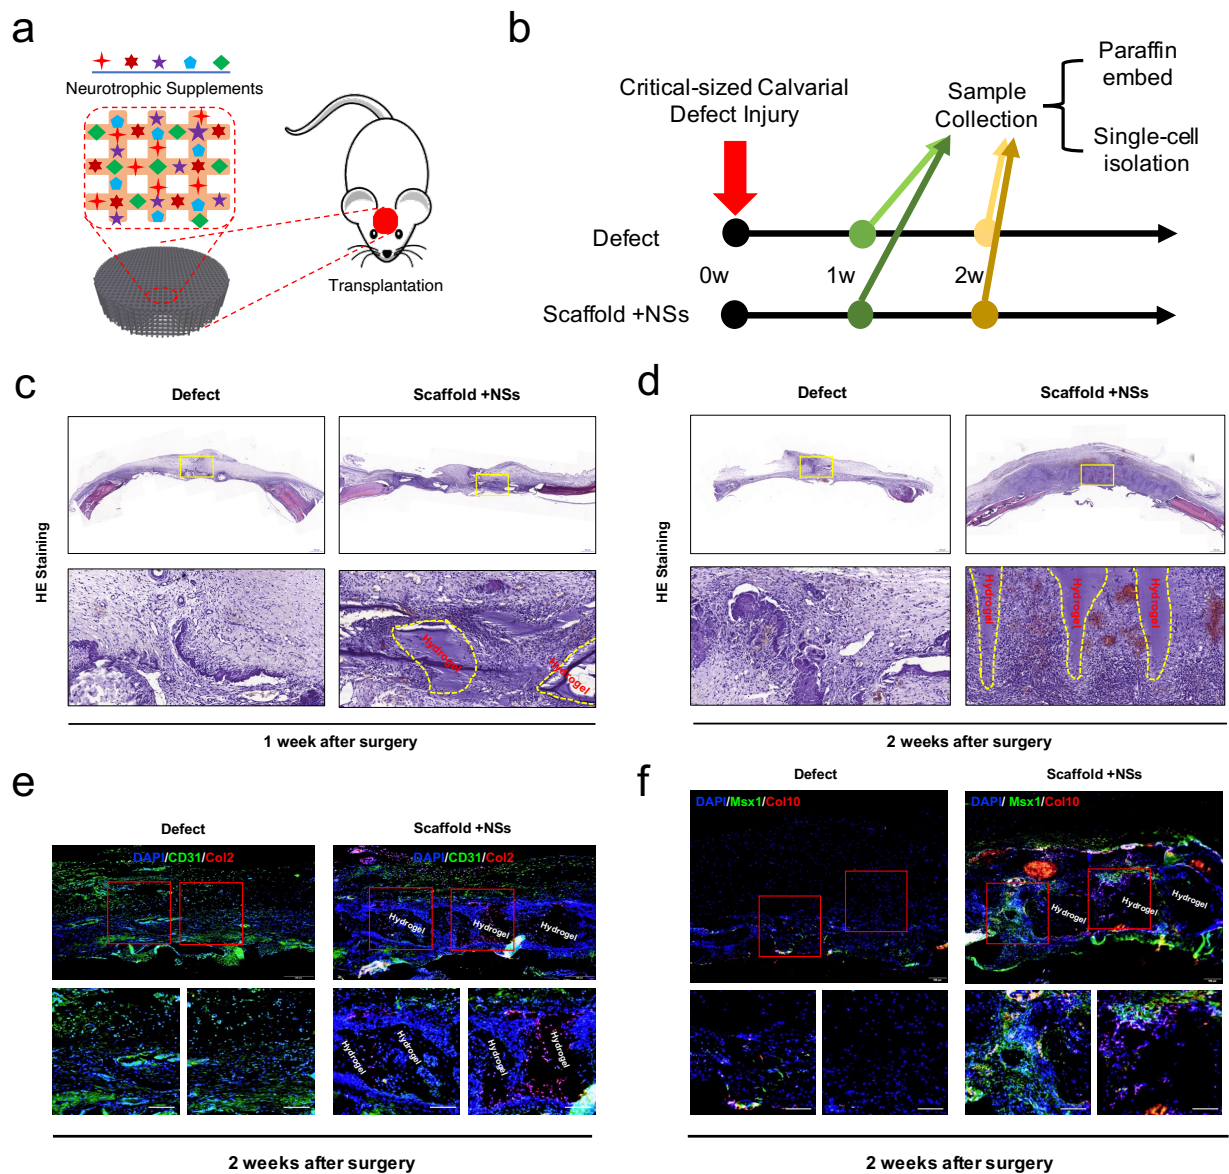 a
Neurotrophic Supplements
Transplantation
b
Critical-sized Calvarial
Defect Injury
Sample
Collection
Paraffin
embed
Single-cell
isolation
Defect
0w
1w
2w
Scaffold +NSs
c
Defect
Scaffold +NSs
HE Staining
Hydrogel
Hydrogel
1 week after surgery
d
Defect
Scaffold +NSs
HE Staining
Hydrogel
Hydrogel
Hydrogel
2 weeks after surgery
e
Defect
Scaffold +NSs
DAPI/CD31/Col2
DAPI/CD31/Col2
Hydrogel
Hydrogel
Hydrogel
Hydrogel
Hydrogel
Hydrogel
2 weeks after surgery
f
Defect
Scaffold +NSs
DAPI/Msx1/Col10
DAPI/ Msx1/Col10
Hydrogel
Hydrogel
Hydrogel
2 weeks after surgery